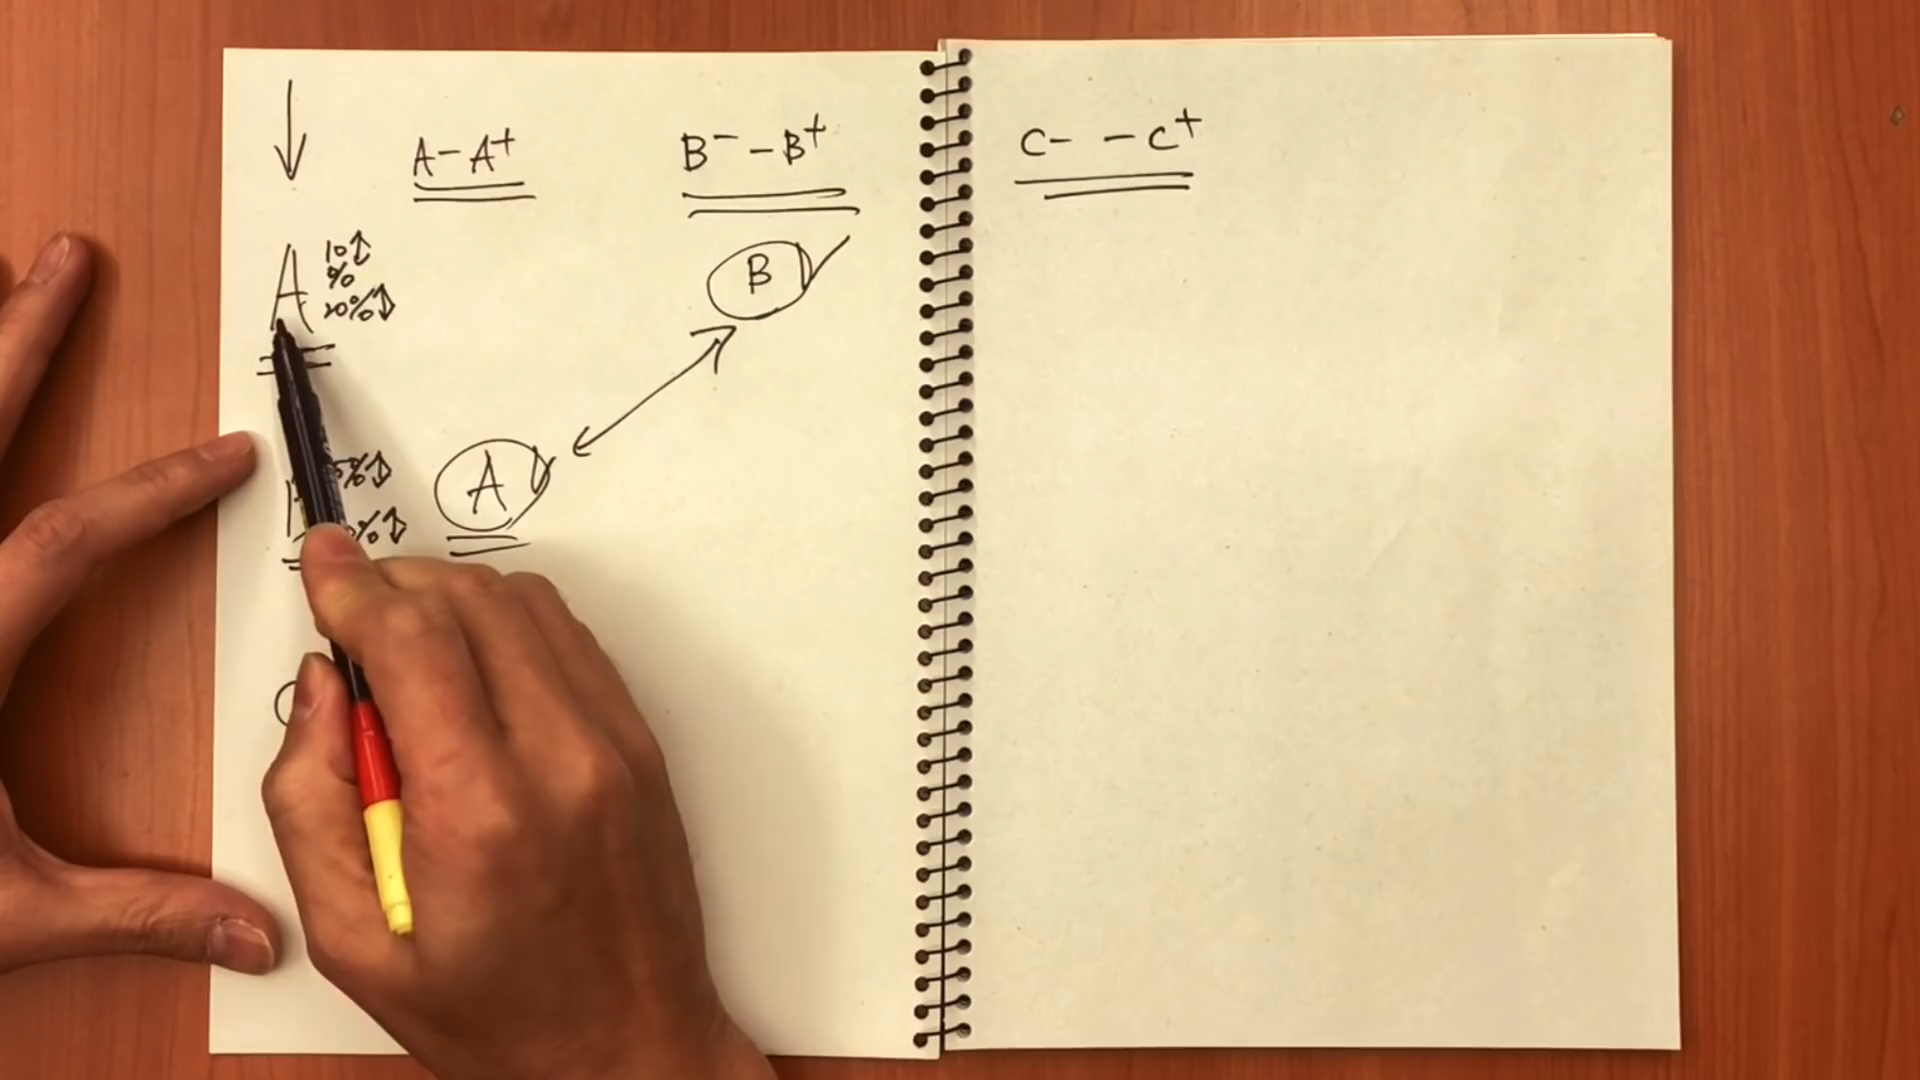 A- A+
B- - B+
C- - C+
A
10↕
%
20%↕
B
A